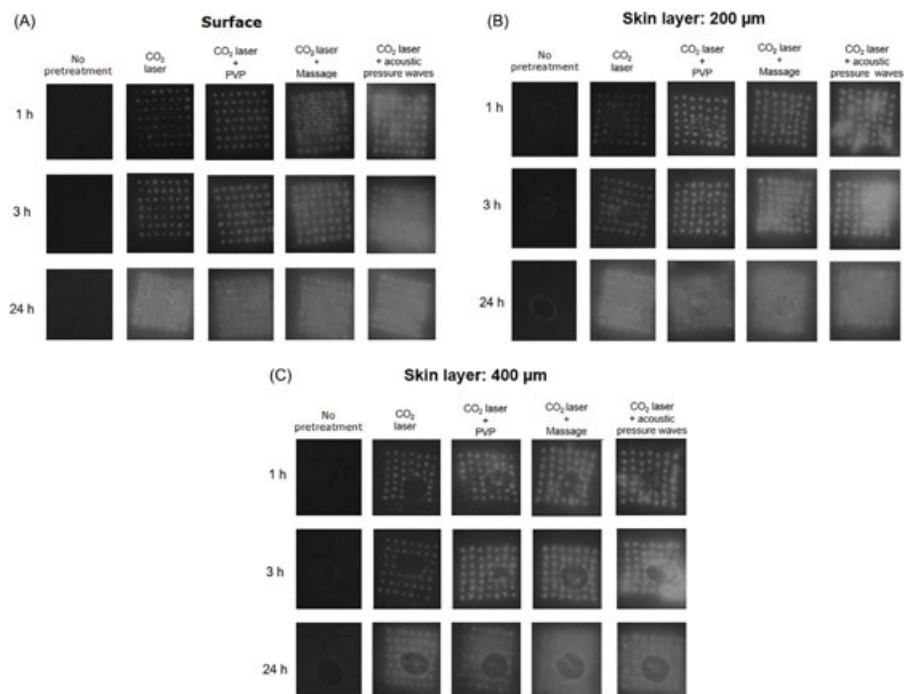 (A)
Surface
No
pretreatment
CO₂
laser
CO₂ laser
+
PVP
CO₂ laser
+
Massage
CO₂ laser
+ acoustic
pressure waves
1 h
3 h
24 h
(B)
Skin layer: 200 µm
No
pretreatment
CO₂
laser
CO₂ laser
+
PVP
CO₂ laser
+
Massage
CO₂ laser
+ acoustic
pressure waves
1 h
3 h
24 h
(C)
Skin layer: 400 µm
No
pretreatment
CO₂
laser
CO₂ laser
+
PVP
CO₂ laser
+
Massage
CO₂ laser
+ acoustic
pressure waves
1 h
3 h
24 h